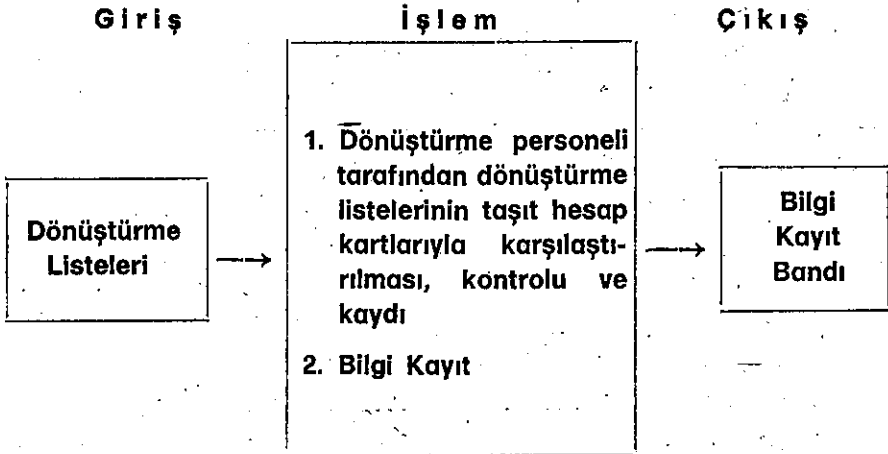 Giriş
İşlem
Çıkış
Dönüştürme
Listeleri
1. Dönüştürme personeli
tarafından dönüştürme
listelerinin taşıt hesap
kartlarıyla karşılaştı-
rılması, kontrolu ve
kaydı
2. Bilgi Kayıt
Bilgi
Kayıt
Bandı